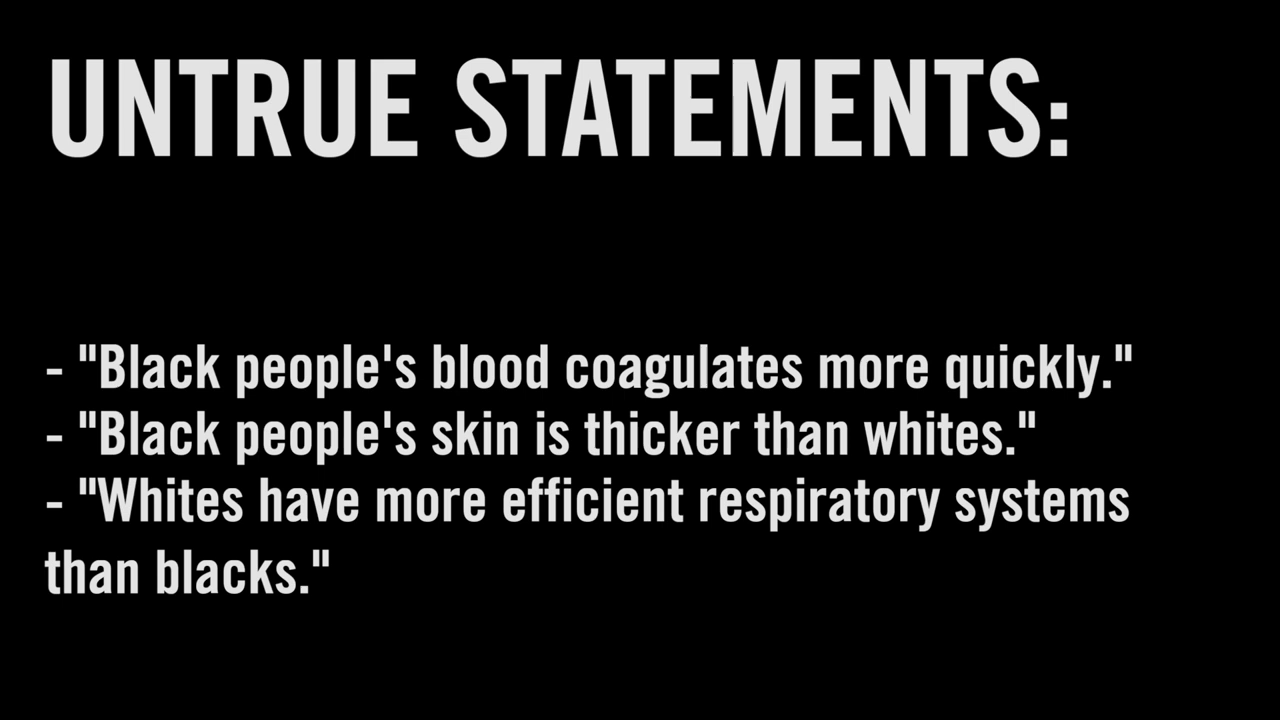 UNTRUE STATEMENTS:
- "Black people's blood coagulates more quickly."
- "Black people's skin is thicker than whites."
- "Whites have more efficient respiratory systems
than blacks."